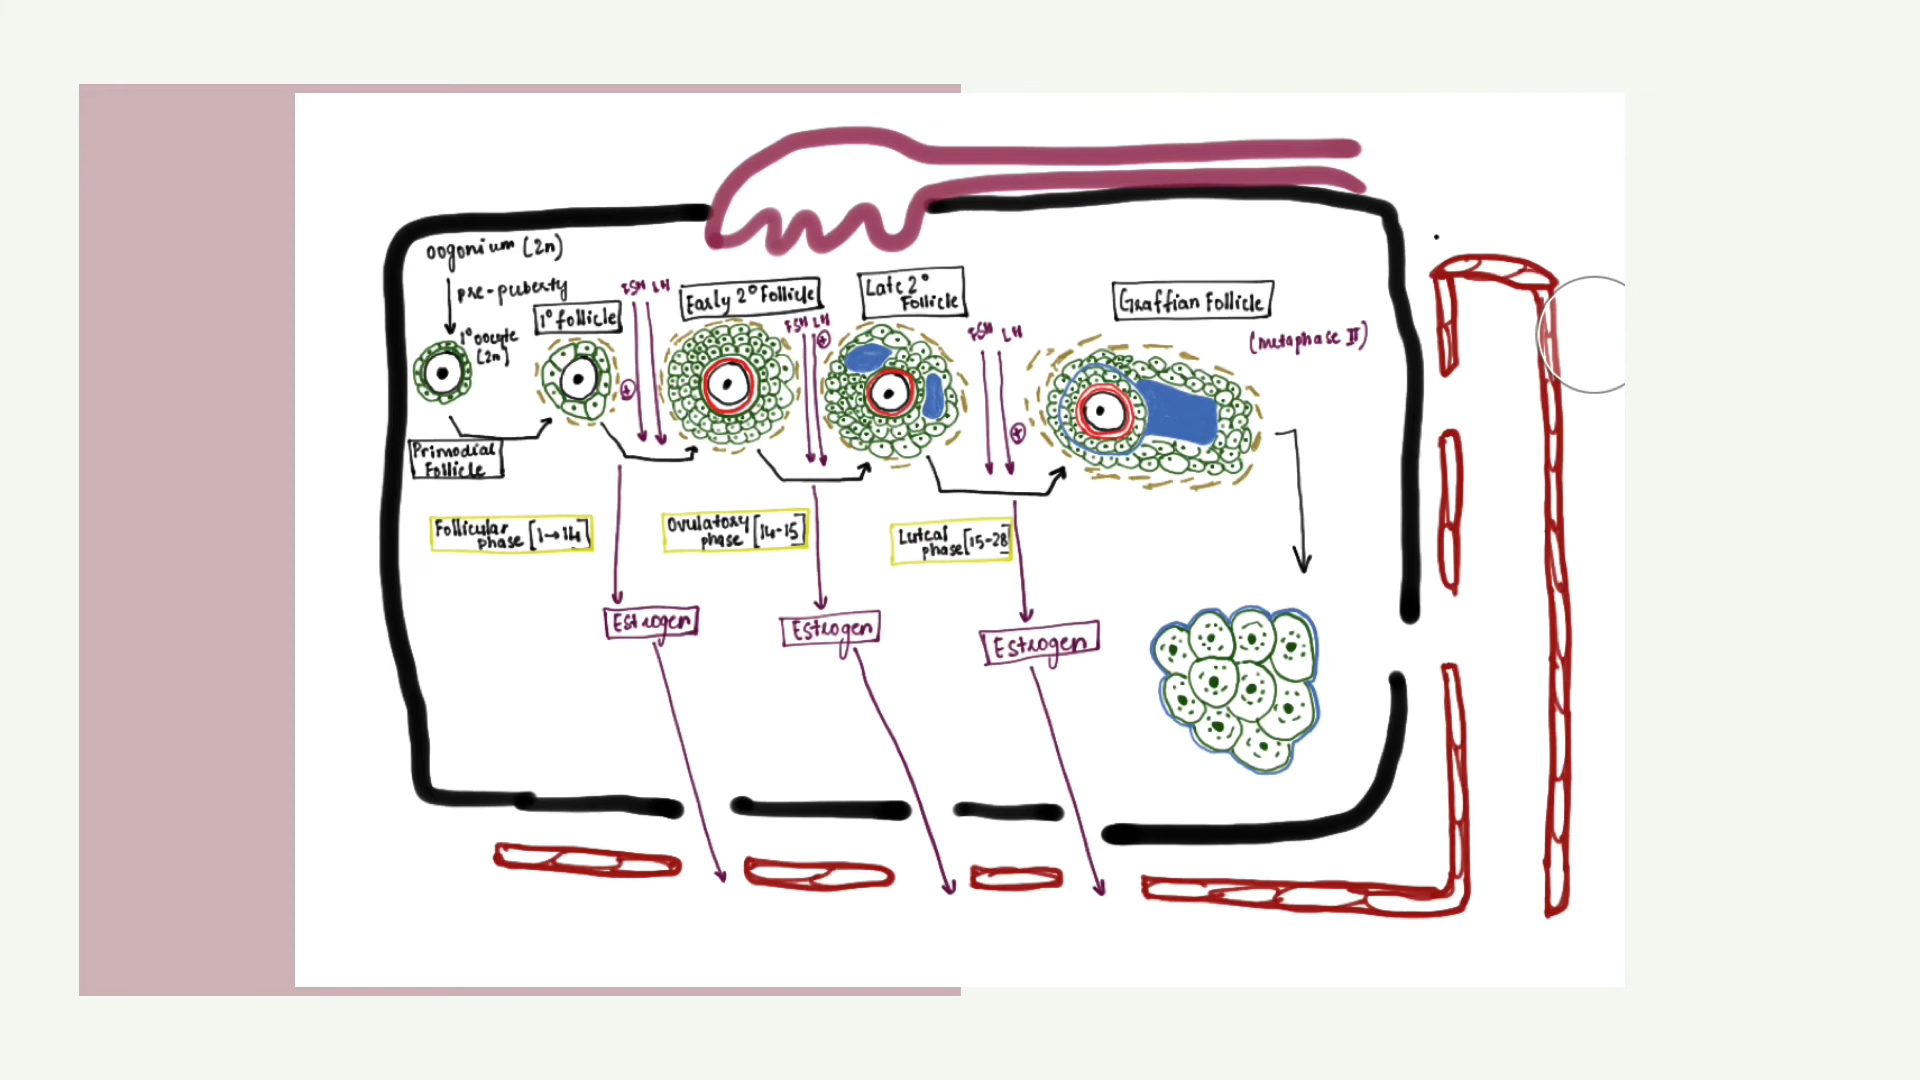 oogonium (2n)
pre-puberty
1° oocyte
(2n)
Primodial
Follicle
1° follicle
FSH LH
+
Early 2° Follicle
FSH LH
+
Late 2°
Follicle
FSH LH
+
Graffian Follicle
(metaphase II)
Follicular
phase [1→14]
Ovulatory
phase [14-15]
Luteal
phase [15-28]
Estrogen
Estrogen
Estrogen